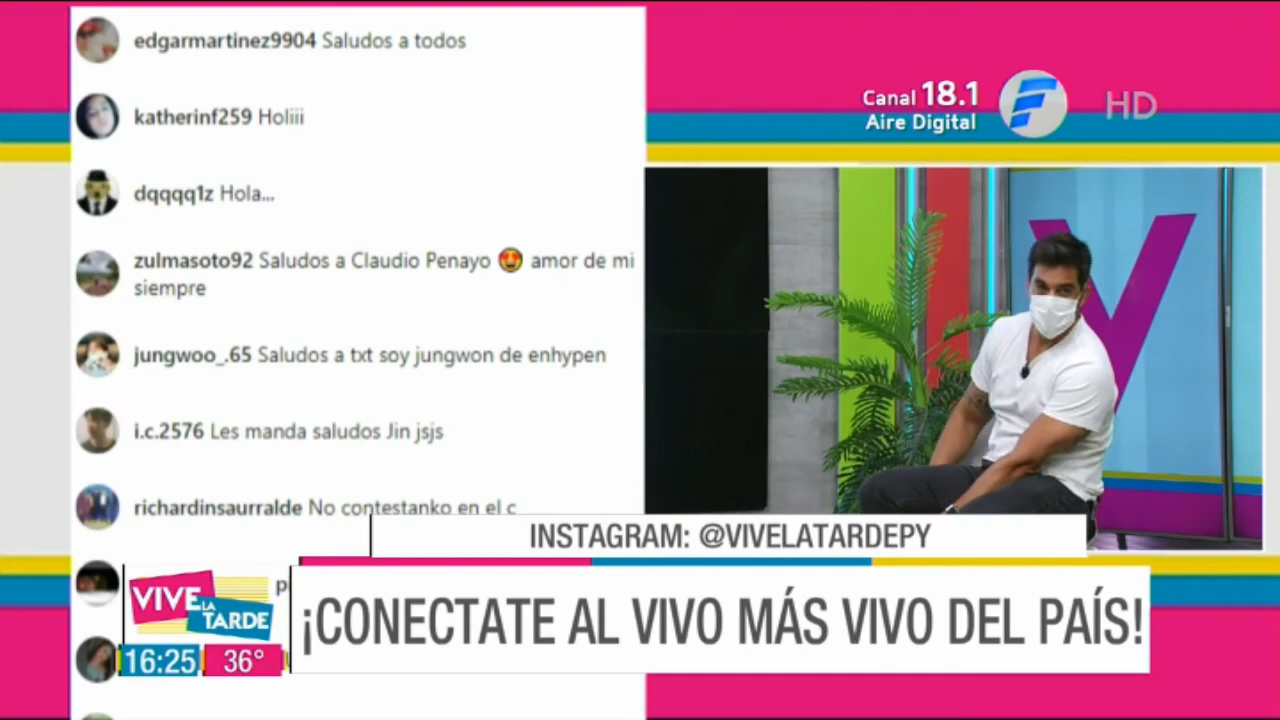 edgarmartinez9904 Saludos a todos
katherinf259 Holiii
dqqqq1z Hola...
zulmasoto92 Saludos a Claudio Penayo 😍 amor de mi
siempre
jungwoo_.65 Saludos a txt soy jungwon de enhypen
i.c.2576 Les manda saludos Jin jsjs
richardinsaurralde No contestanko en el c
Canal 18.1
Aire Digital
HD
INSTAGRAM: @VIVELATARDEPY
VIVE
LA
TARDE
¡CONECTATE AL VIVO MÁS VIVO DEL PAÍS!
16:25 36°